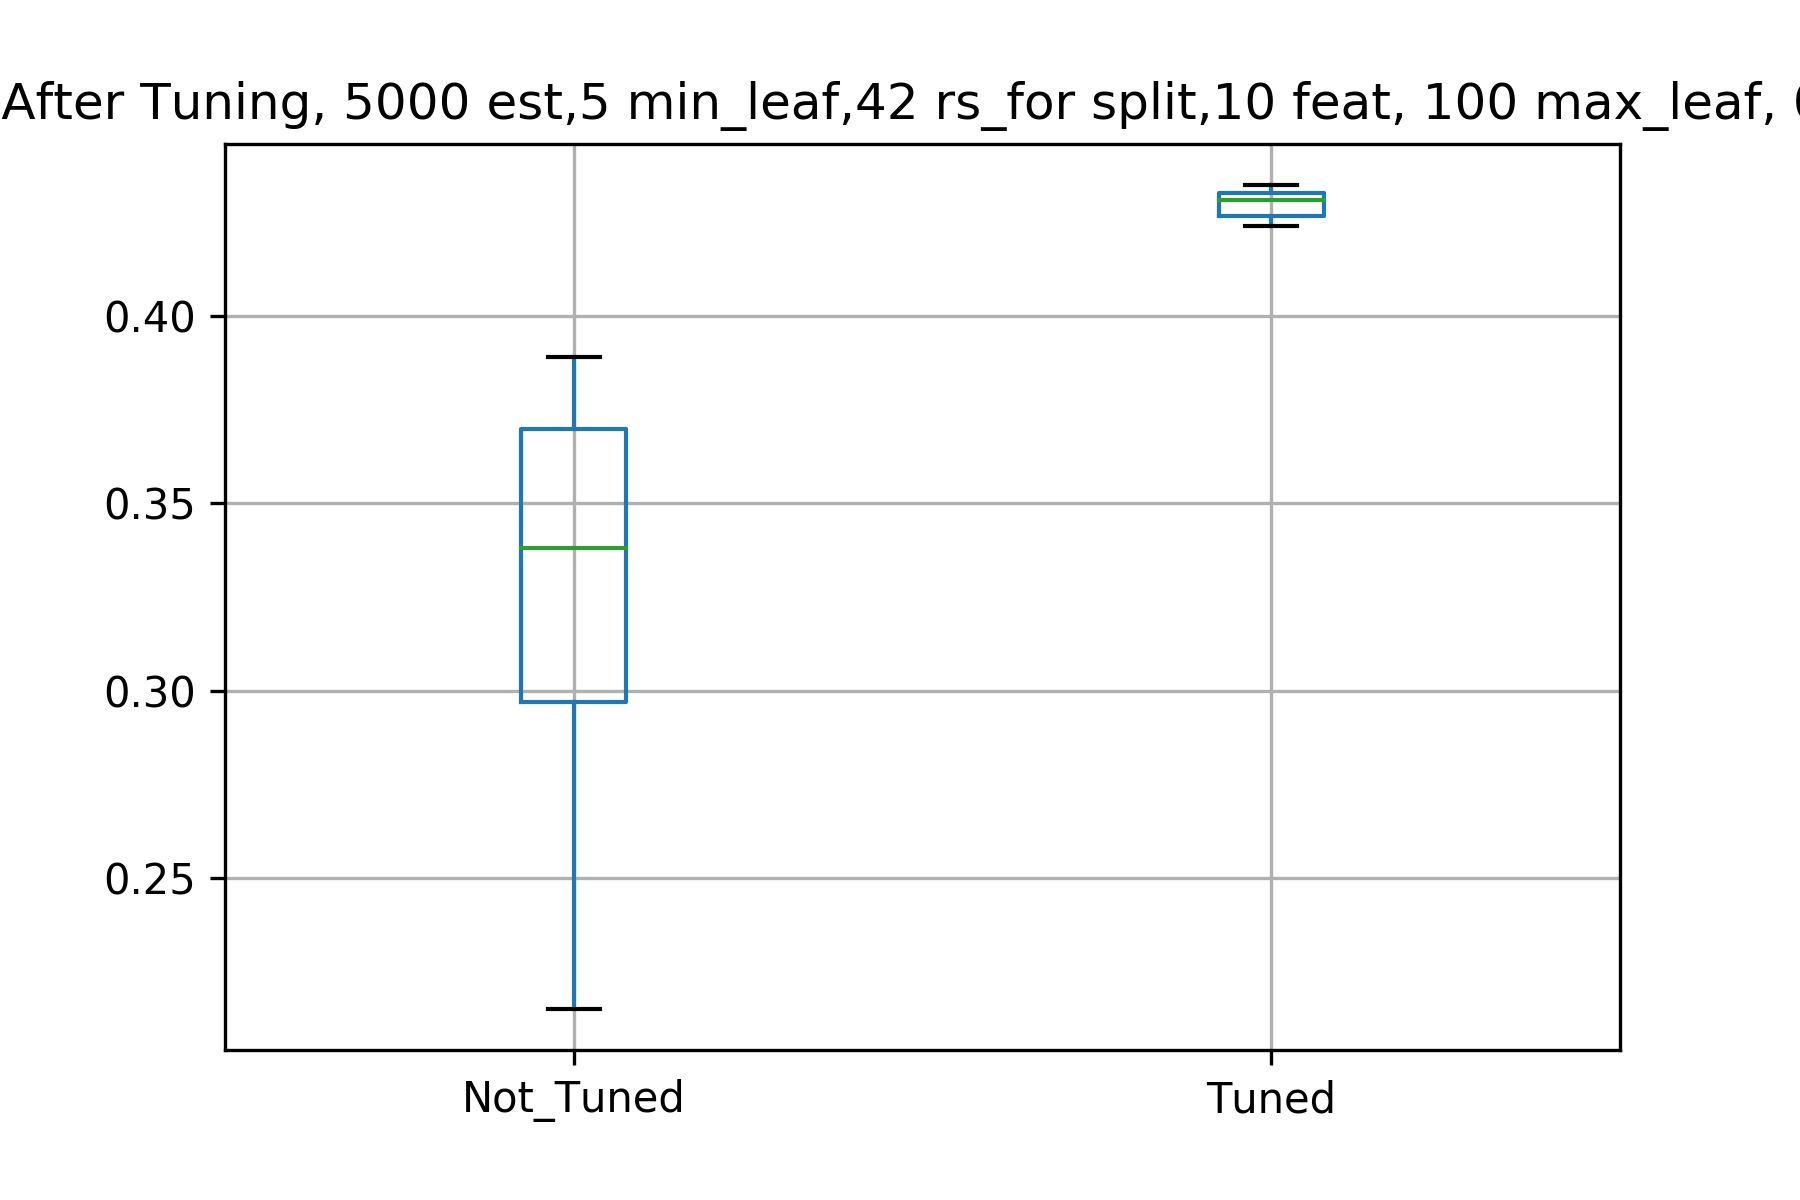 After Tuning, 5000 est,5 min_leaf,42 rs_for split,10 feat, 100 max_leaf,
0.40
0.35
0.30
0.25
Not_Tuned Tuned